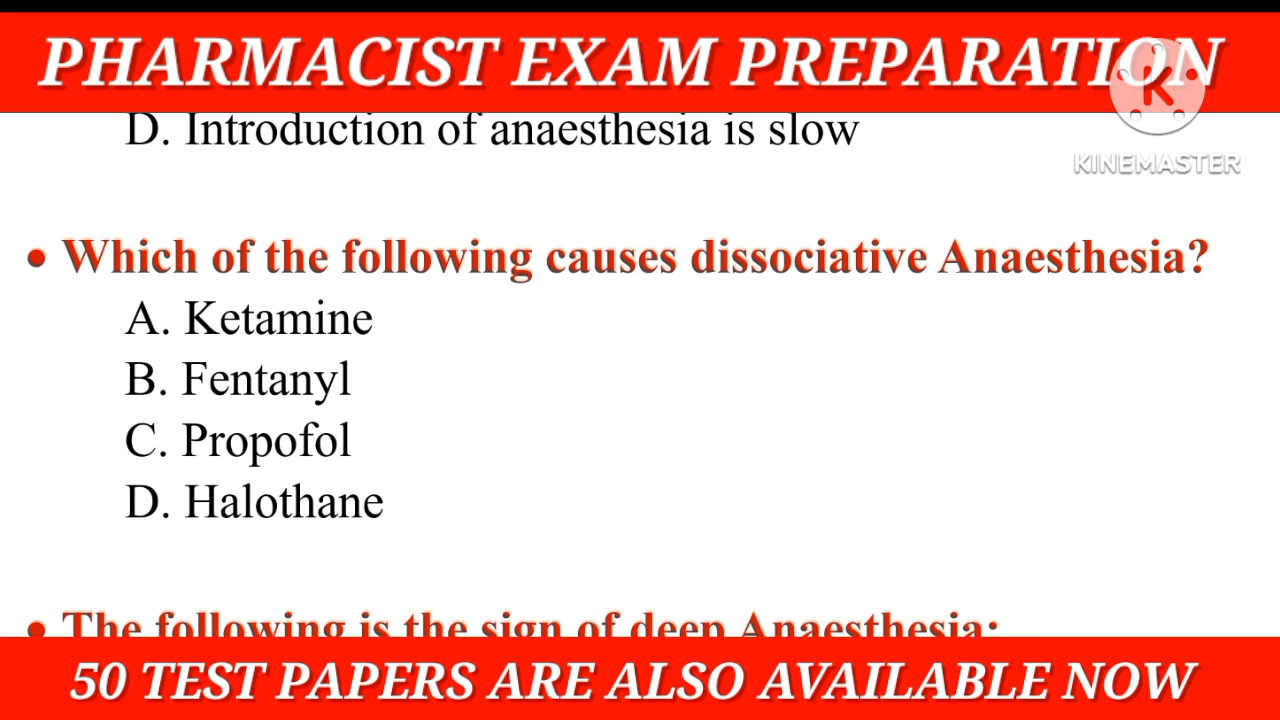 PHARMACIST EXAM PREPARATION
K
KINEMASTER
D. Introduction of anaesthesia is slow
• Which of the following causes dissociative Anaesthesia?
A. Ketamine
B. Fentanyl
C. Propofol
D. Halothane
• The following is the sign of deep Anaesthesia:
50 TEST PAPERS ARE ALSO AVAILABLE NOW